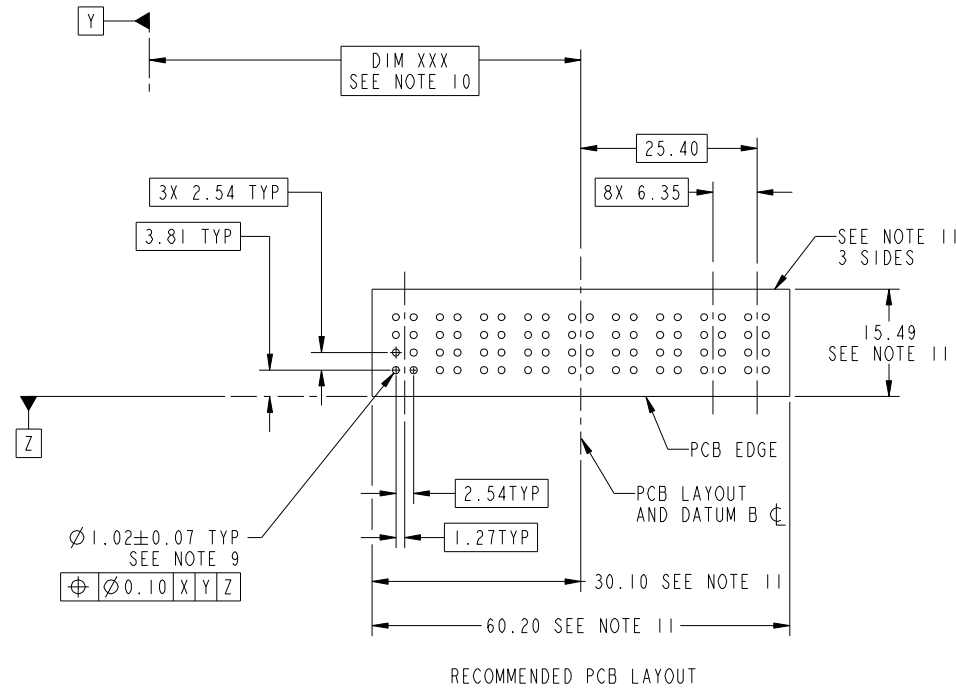 Y
DIM XXX
SEE NOTE 10
25.40
3X 2.54 TYP
8X 6.35
3.81 TYP
SEE NOTE 11
3 SIDES
15.49
SEE NOTE 11
Z
PCB EDGE
2.54TYP
PCB LAYOUT
AND DATUM B ℄
1.27TYP
Ø1.02±0.07 TYP
SEE NOTE 9
⌖ Ø0.10 X Y Z
30.10 SEE NOTE 11
60.20 SEE NOTE 11
RECOMMENDED PCB LAYOUT